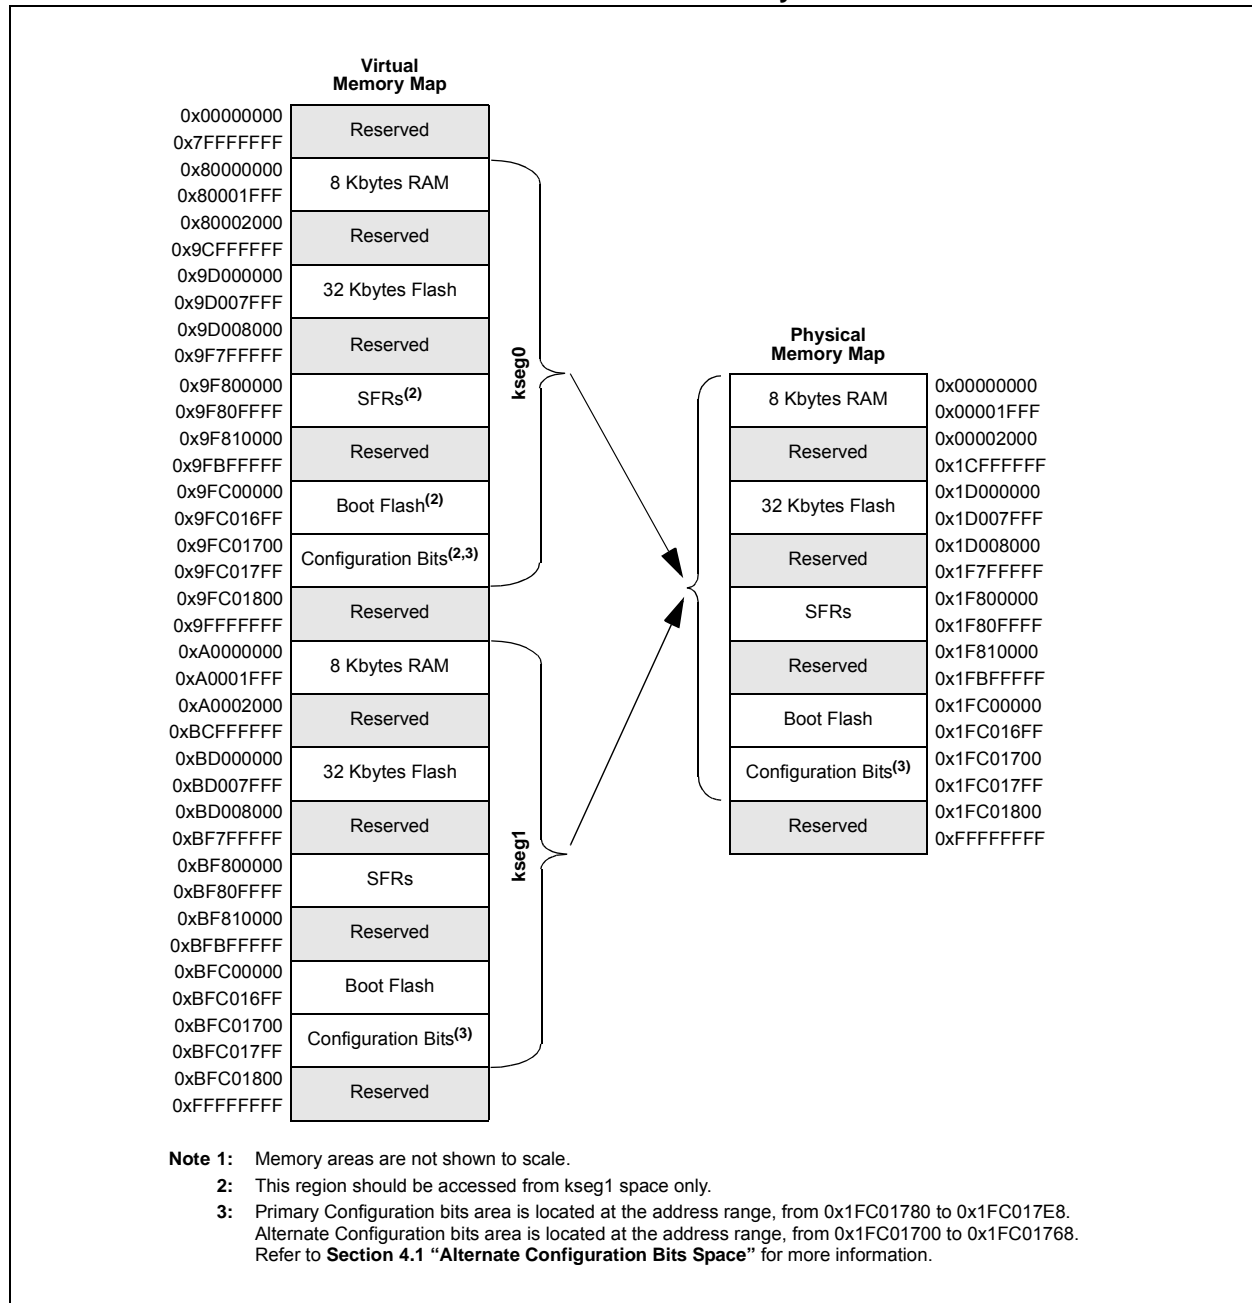 Virtual
Memory Map
0x00000000
Reserved
0x7FFFFFFF
0x80000000
8 Kbytes RAM
0x80001FFF
0x80002000
Reserved
0x9CFFFFFF
0x9D000000
32 Kbytes Flash
0x9D007FFF
0x9D008000
Reserved
0x9F7FFFFF
0x9F800000
SFRs(2)
0x9F80FFFF
0x9F810000
Reserved
0x9FBFFFFF
0x9FC00000
Boot Flash(2)
0x9FC016FF
0x9FC01700
Configuration Bits(2,3)
0x9FC017FF
0x9FC01800
Reserved
0x9FFFFFFF
0xA0000000
8 Kbytes RAM
0xA0001FFF
0xA0002000
Reserved
0xBCFFFFFF
0xBD000000
32 Kbytes Flash
0xBD007FFF
0xBD008000
Reserved
0xBF7FFFFF
0xBF800000
SFRs
0xBF80FFFF
0xBF810000
Reserved
0xBFBFFFFF
0xBFC00000
Boot Flash
0xBFC016FF
0xBFC01700
Configuration Bits(3)
0xBFC017FF
0xBFC01800
Reserved
0xFFFFFFFF
kseg0
kseg1
Physical
Memory Map
8 Kbytes RAM
0x00000000
0x00001FFF
Reserved
0x00002000
0x1CFFFFFF
32 Kbytes Flash
0x1D000000
0x1D007FFF
Reserved
0x1D008000
0x1F7FFFFF
SFRs
0x1F800000
0x1F80FFFF
Reserved
0x1F810000
0x1FBFFFFF
Boot Flash
0x1FC00000
0x1FC016FF
Configuration Bits(3)
0x1FC01700
0x1FC017FF
Reserved
0x1FC01800
0xFFFFFFFF
Note 1: Memory areas are not shown to scale.
2: This region should be accessed from kseg1 space only.
3: Primary Configuration bits area is located at the address range, from 0x1FC01780 to 0x1FC017E8.
Alternate Configuration bits area is located at the address range, from 0x1FC01700 to 0x1FC01768.
Refer to Section 4.1 “Alternate Configuration Bits Space” for more information.